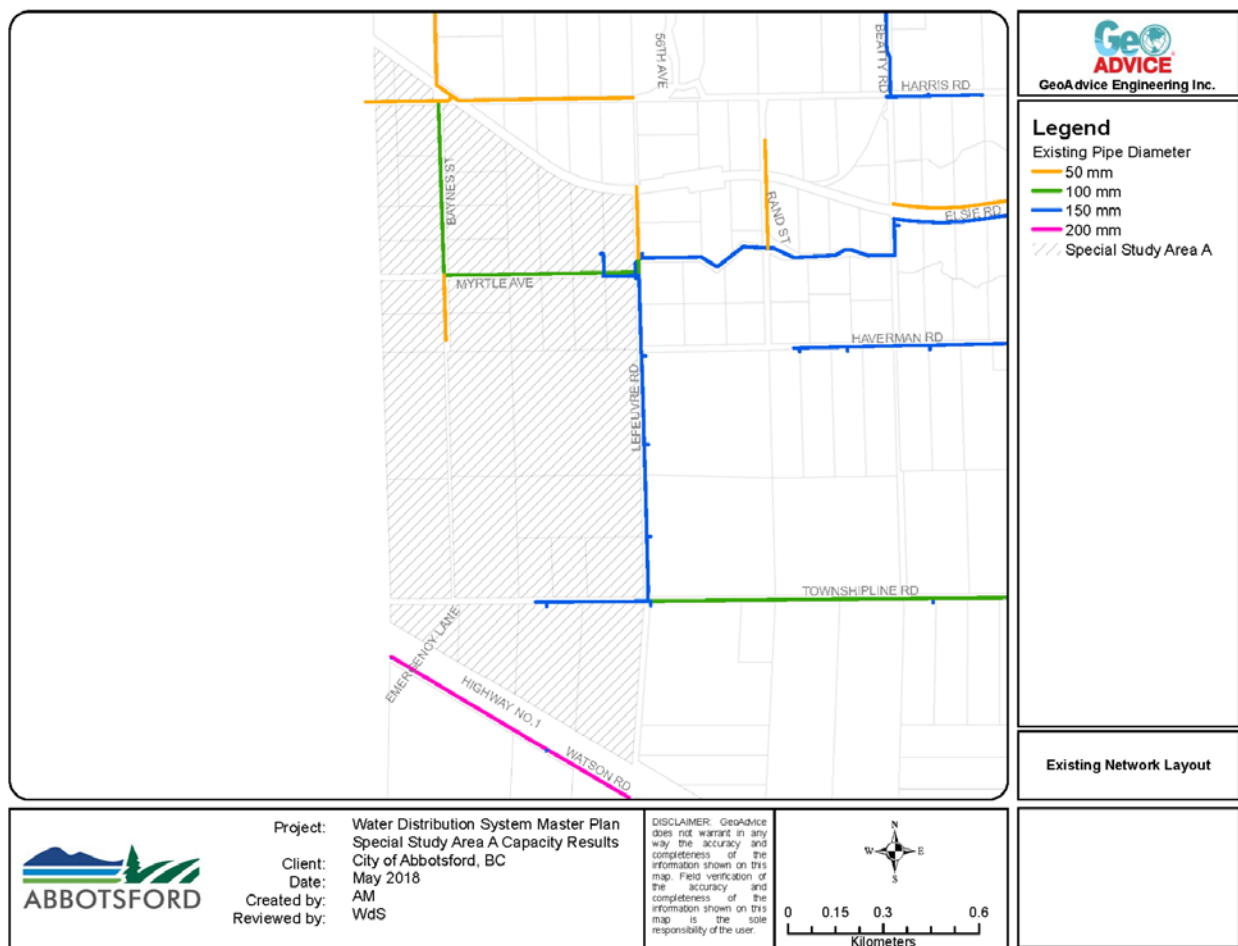 56TH AVE
BEATTY RD
HARRIS RD
BAYNES ST
RAND ST
ELSIE RD
MYRTLE AVE
HAVERMAN RD
LEFEUVRE RD
TOWNSHIPLINE RD
EMERGENCY LANE
HIGHWAY NO.1
WATSON RD
Geo
ADVICE
GeoAdvice Engineering Inc.
Legend
Existing Pipe Diameter
50 mm
100 mm
150 mm
200 mm
Special Study Area A
Existing Network Layout
ABBOTSFORD
Project: Water Distribution System Master Plan
Special Study Area A Capacity Results
Client: City of Abbotsford, BC
Date: May 2018
Created by: AM
Reviewed by: WdS
DISCLAIMER: GeoAdvice
does not warrant in any
way the accuracy and
completeness of the
information shown on this
map. Field verification of
the accuracy and
completeness of the
information shown on this
map is the sole
responsibility of the user.
N
W E
S
0 0.15 0.3 0.6
Kilometers